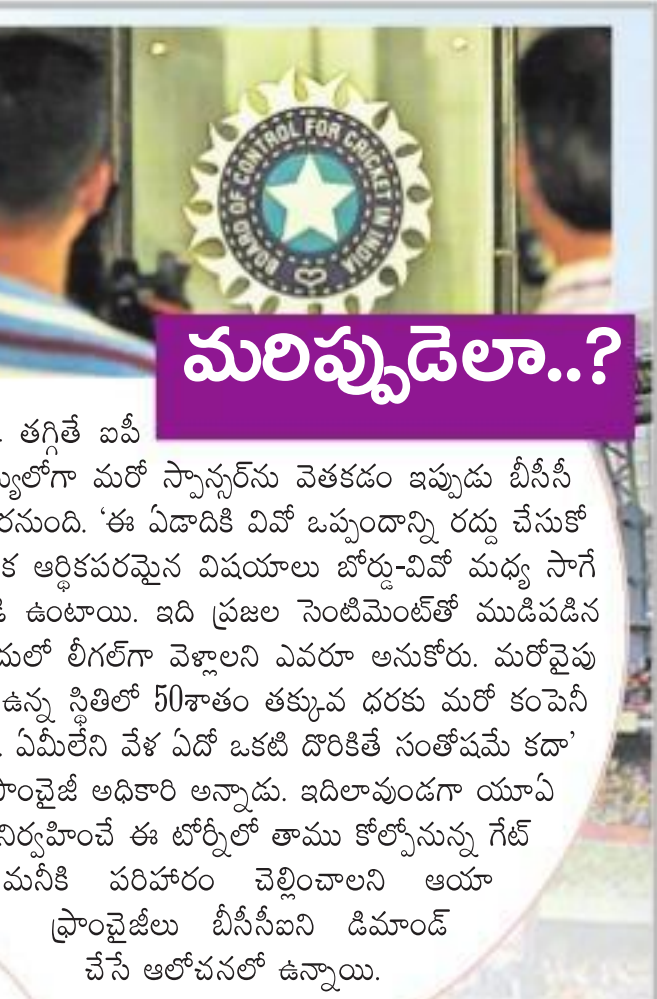 BOARD OF CONTROL FOR CRICKET IN INDIA
మరిప్పుడెలా..?
. తగ్గితే ఐపీ
మరో స్పాన్సర్‌ను వెతకడం ఇప్పుడు బీసీసీ
‘ఈ ఏడాదికి వివో ఒప్పందాన్ని రద్దు చేసుకో
క ఆర్థికపరమైన విషయాలు బోర్డు-వివో మధ్య సాగే
ఉంటాయి. ఇది ప్రజల సెంటిమెంట్‌తో ముడిపడిన
లీగల్‌గా వెళ్లాలని ఎవరూ అనుకోరు. మరోవైపు
ఉన్న స్థితిలో 50శాతం తక్కువ ధరకు మరో కంపెనీ
. ఏమీలేని వేళ ఏదో ఒకటి దొరికితే సంతోషమే కదా’
అధికారి అన్నాడు. ఇదిలావుండగా యూఏ
నిర్వహించే ఈ టోర్నీలో తాము కోల్పోనున్న గేట్
మనీకి పరిహారం చెల్లించాలని ఆయా
ఫ్రాంచైజీలు బీసీసీఐని డిమాండ్
చేసే ఆలోచనలో ఉన్నాయి.